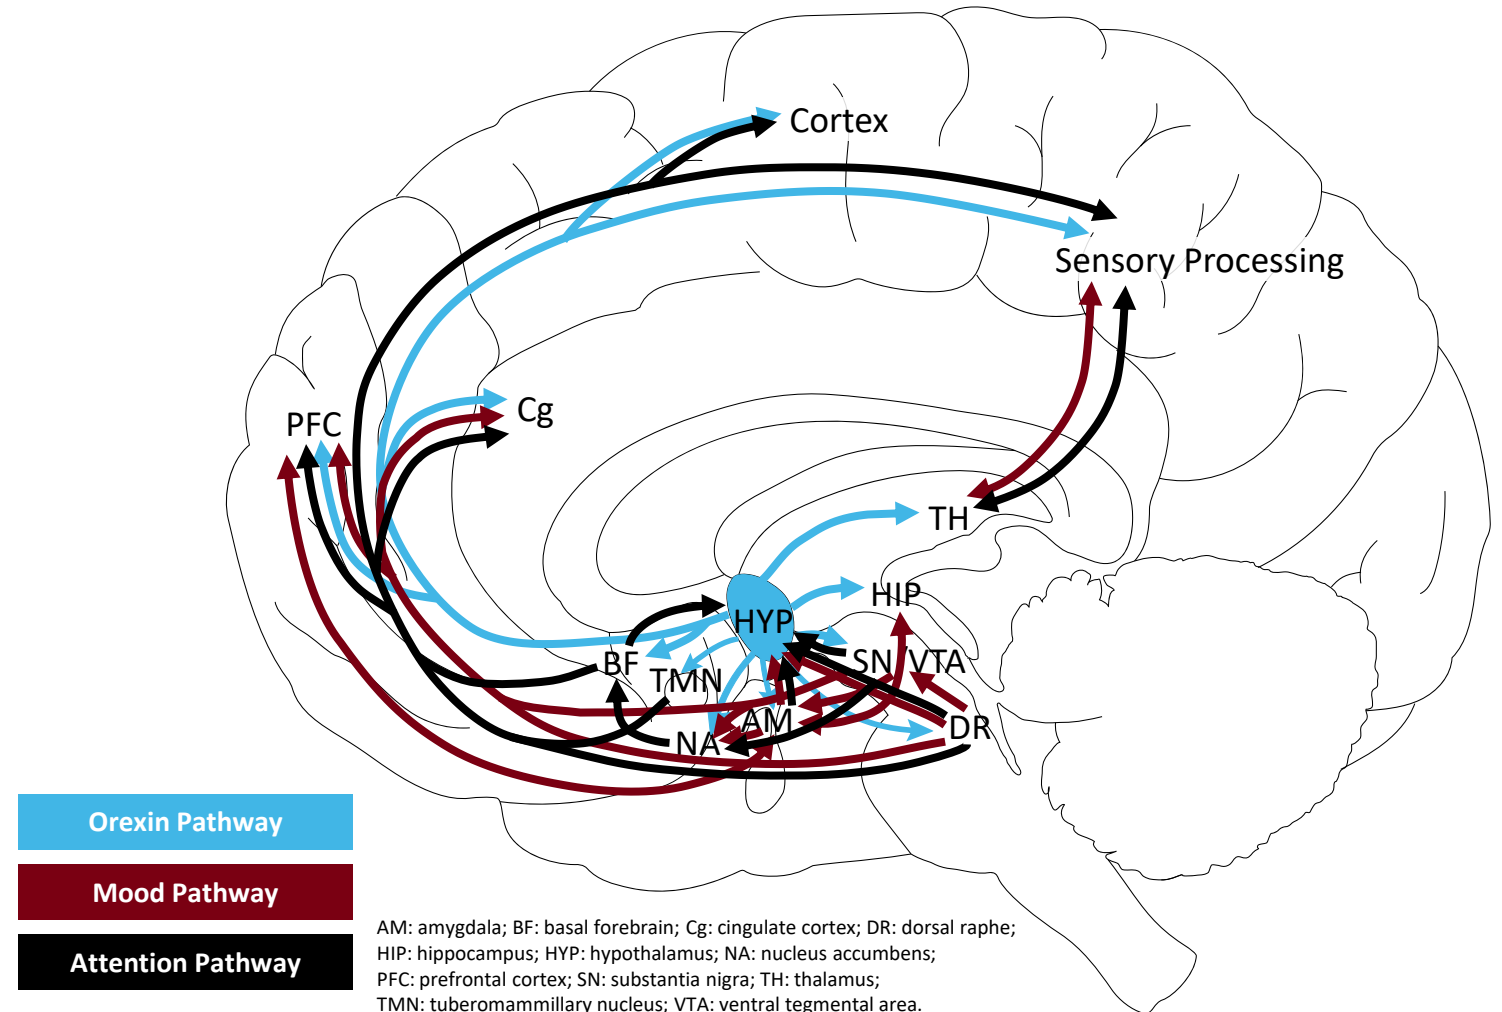 Cortex
Sensory Processing
PFC
Cg
TH
HIP
HYP
BF
SN/VTA
TMN
AM
NA
DR
Orexin Pathway
Mood Pathway
Attention Pathway
AM: amygdala; BF: basal forebrain; Cg: cingulate cortex; DR: dorsal raphe;
HIP: hippocampus; HYP: hypothalamus; NA: nucleus accumbens;
PFC: prefrontal cortex; SN: substantia nigra; TH: thalamus;
TMN: tuberomammillary nucleus; VTA: ventral tegmental area.